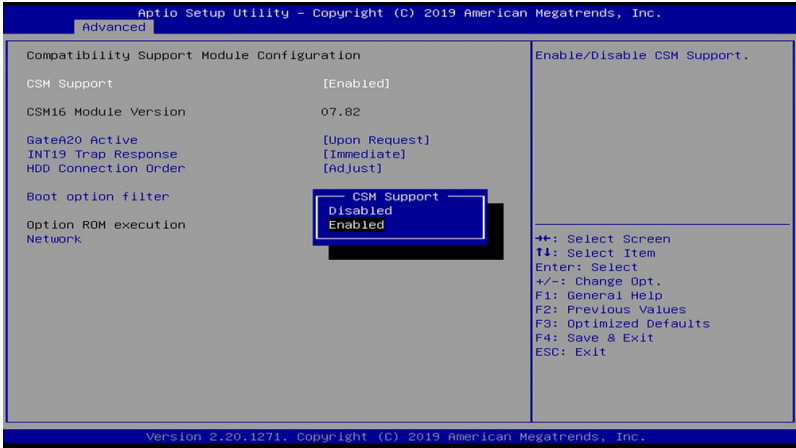 Aptio Setup Utility – Copyright (C) 2019 American Megatrends, Inc.
Advanced
Compatibility Support Module Configuration
CSM Support [Enabled]
CSM16 Module Version 07.82
GateA20 Active [Upon Request]
INT19 Trap Response [Immediate]
HDD Connection Order [Adjust]
Boot option filter
Option ROM execution
Network
CSM Support
Disabled
Enabled
Enable/Disable CSM Support.
→←: Select Screen
↑↓: Select Item
Enter: Select
+/-: Change Opt.
F1: General Help
F2: Previous Values
F3: Optimized Defaults
F4: Save & Exit
ESC: Exit
Version 2.20.1271. Copyright (C) 2019 American Megatrends, Inc.